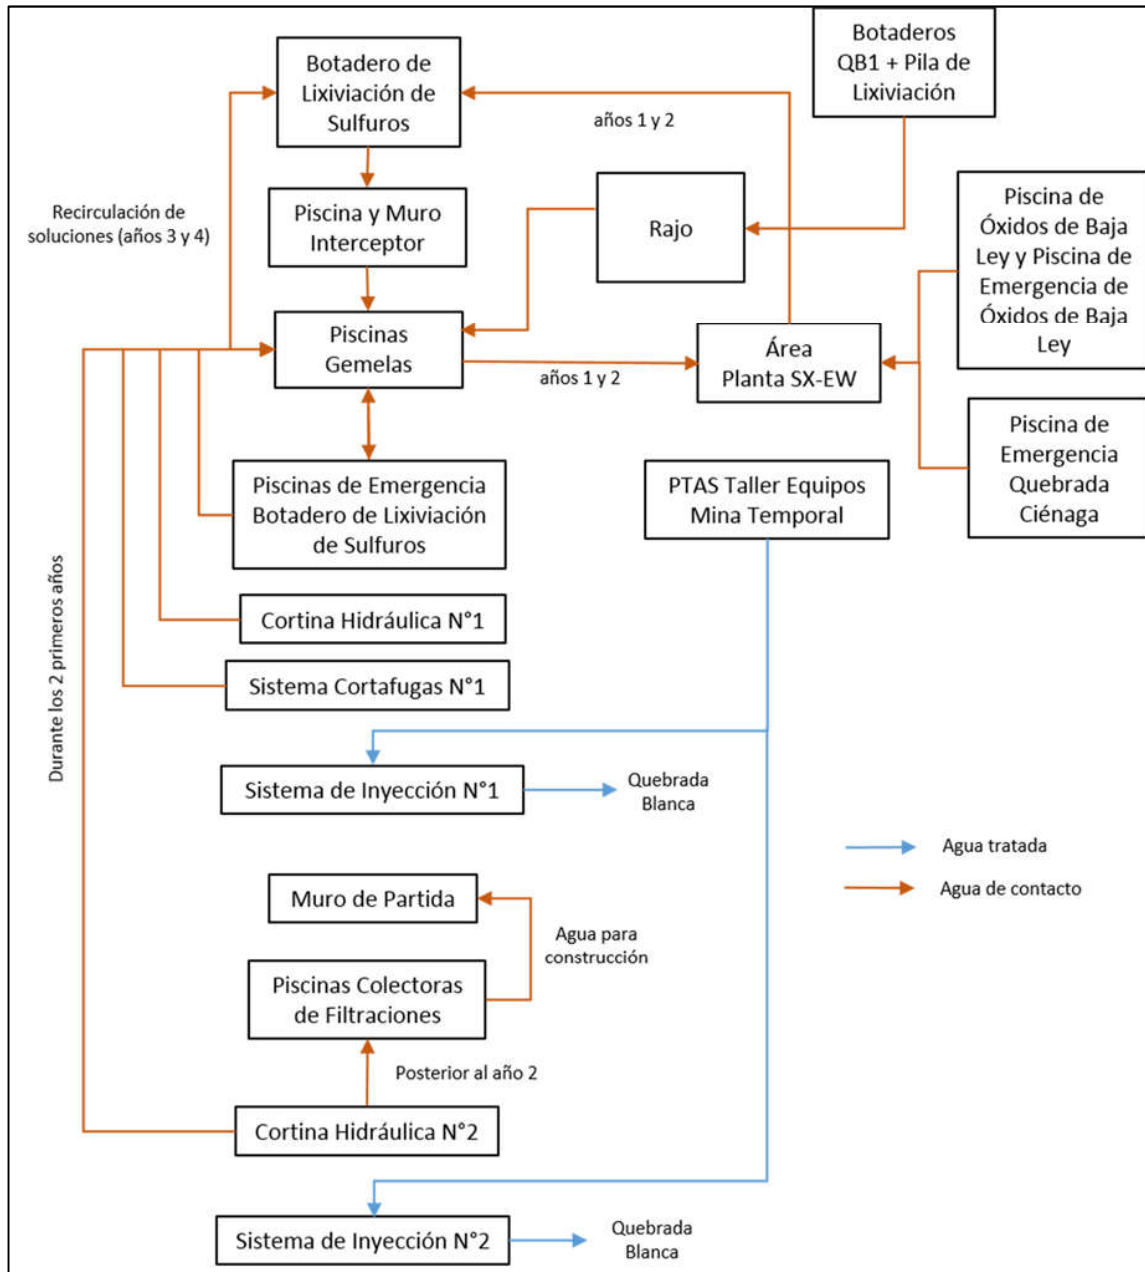 Botadero de
Lixiviación de
Sulfuros
Botaderos
QB1 + Pila de
Lixiviación
años 1 y 2
Recirculación de
soluciones (años 3 y 4)
Piscina y Muro
Interceptor
Rajo
Piscina de
Óxidos de Baja
Ley y Piscina de
Emergencia de
Óxidos de Baja
Ley
Piscinas
Gemelas
años 1 y 2
Área
Planta SX-EW
Piscina de
Emergencia
Quebrada
Ciénaga
Piscinas de Emergencia
Botadero de Lixiviación
de Sulfuros
PTAS Taller Equipos
Mina Temporal
Durante los 2 primeros años
Cortina Hidráulica N°1
Sistema Cortafugas N°1
Sistema de Inyección N°1
Quebrada
Blanca
Agua tratada
Agua de contacto
Muro de Partida
Agua para
construcción
Piscinas Colectoras
de Filtraciones
Posterior al año 2
Cortina Hidráulica N°2
Sistema de Inyección N°2
Quebrada
Blanca